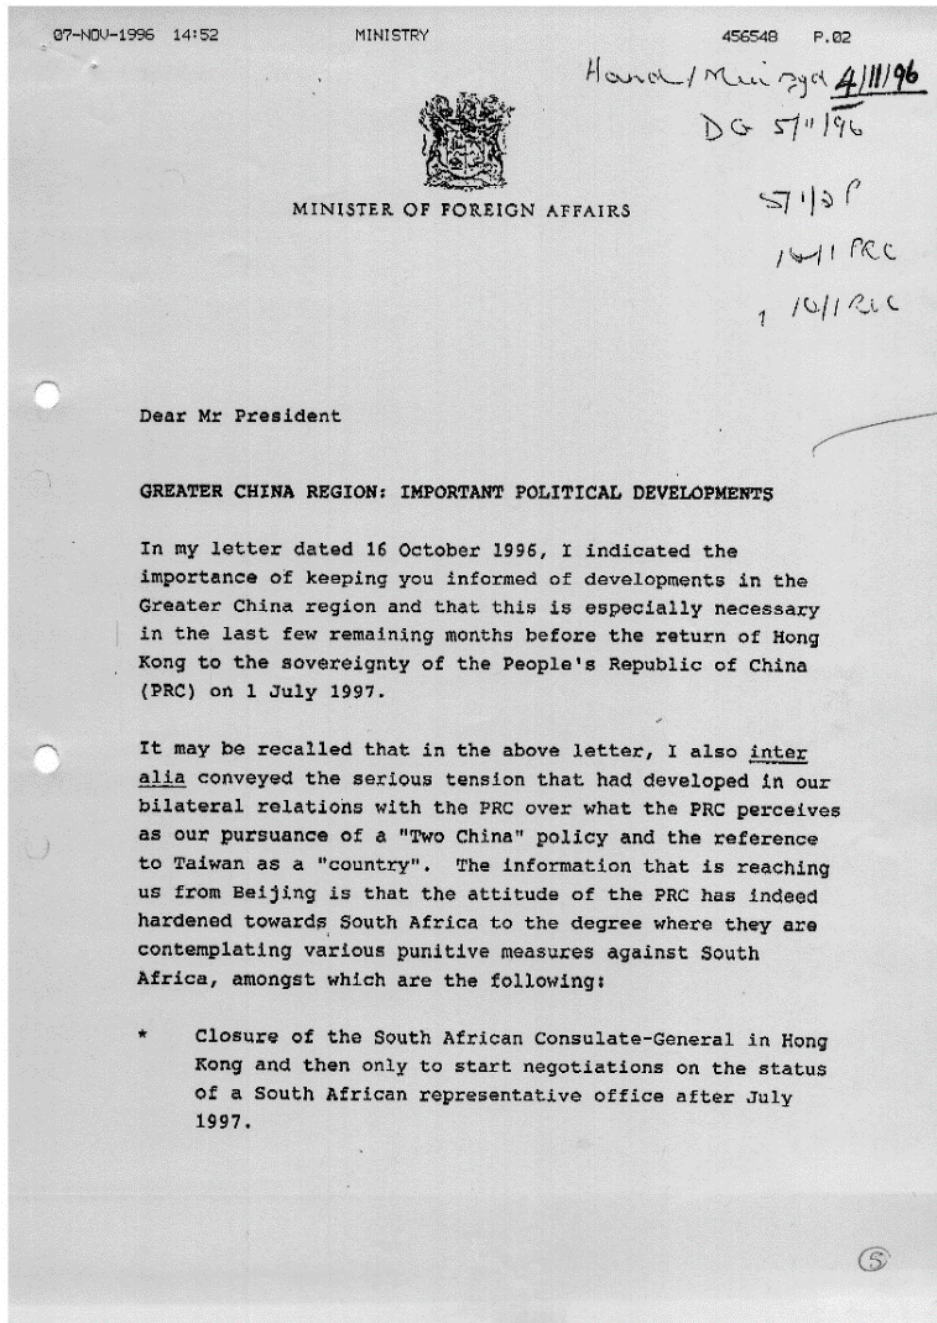 07-NOV-1996 14:52 MINISTRY 456548 P.02
4/11/96
DG 5/11/96
PRC
MINISTER OF FOREIGN AFFAIRS
Dear Mr President
GREATER CHINA REGION: IMPORTANT POLITICAL DEVELOPMENTS
In my letter dated 16 October 1996, I indicated the
importance of keeping you informed of developments in the
Greater China region and that this is especially necessary
in the last few remaining months before the return of Hong
Kong to the sovereignty of the People's Republic of China
(PRC) on 1 July 1997.
It may be recalled that in the above letter, I also inter
alia conveyed the serious tension that had developed in our
bilateral relations with the PRC over what the PRC perceives
as our pursuance of a "Two China" policy and the reference
to Taiwan as a "country". The information that is reaching
us from Beijing is that the attitude of the PRC has indeed
hardened towards South Africa to the degree where they are
contemplating various punitive measures against South
Africa, amongst which are the following:
* Closure of the South African Consulate-General in Hong
Kong and then only to start negotiations on the status
of a South African representative office after July
1997.
5